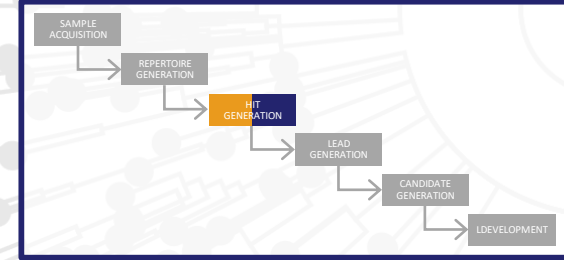 SAMPLE
ACQUISITION
REPERTOIRE
GENERATION
HIT
GENERATION
LEAD
GENERATION
CANDIDATE
GENERATION
LDEVELOPMENT